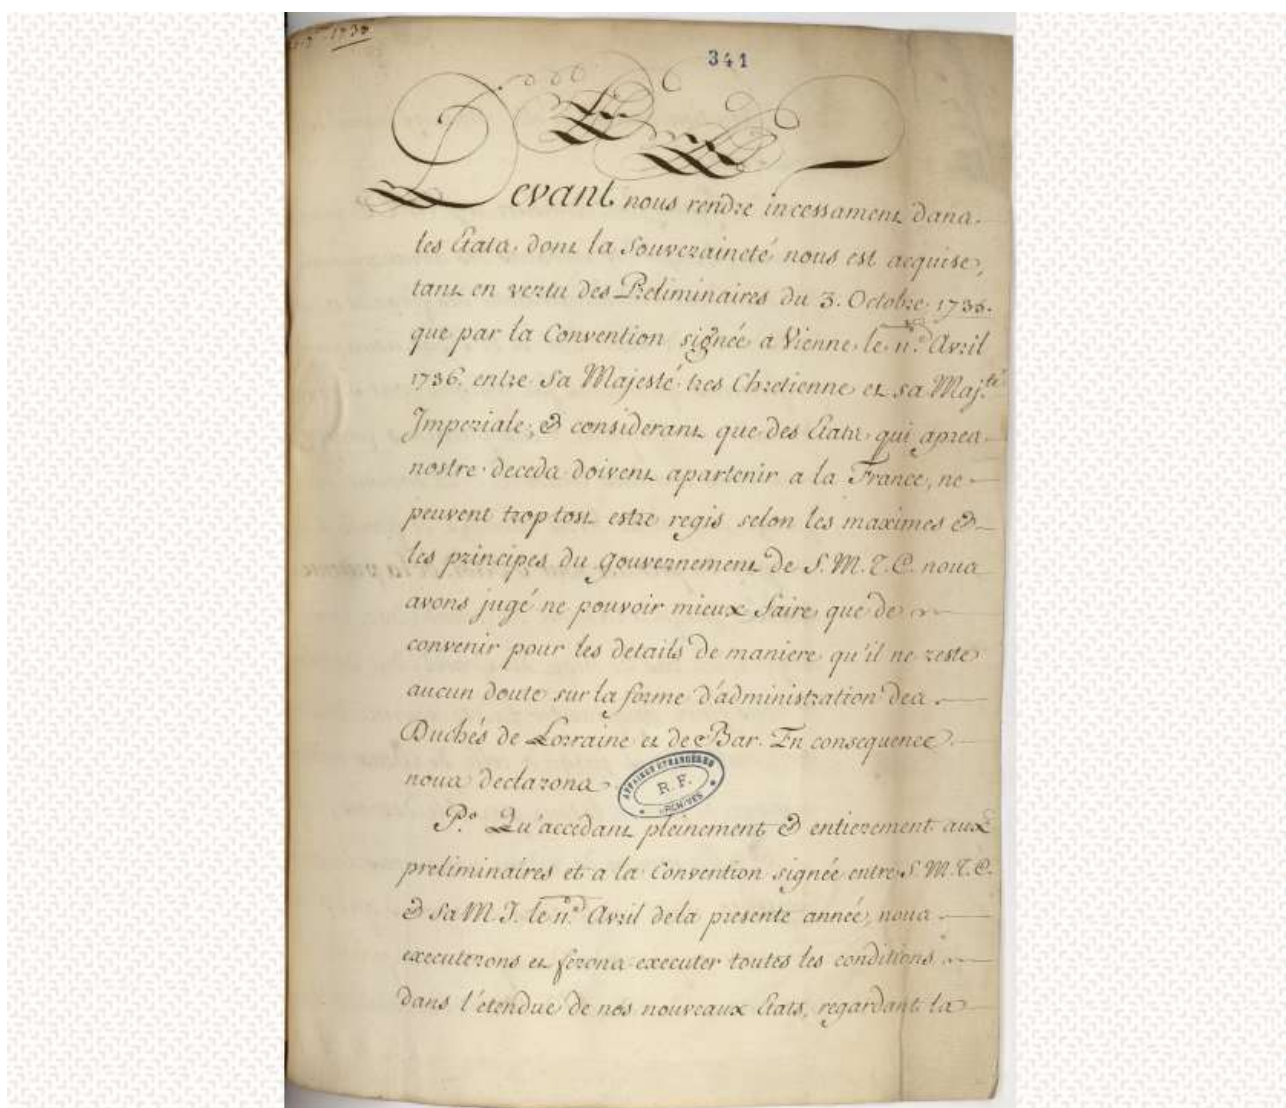 1736
341
Devant nous rendre incessament dans
les Etats dont la Souveraineté nous est acquise,
tant en vertu des Preliminaires du 3. Octobre 1735.
que par la Convention signée a Vienne le 11.e Avril
1736. entre Sa Majesté tres Chretienne et sa Maj.té
Imperiale, & considerant que des Etats qui apres
nostre deceds doivent apartenir a la France, ne
peuvent trop tost estre regis selon les maximes &
les principes du gouvernement de S. M. T. C. nous
avons jugé ne pouvoir mieux faire que de
convenir pour les details de maniere qu'il ne reste
aucun doute sur la forme d'administration des
Duchés de Lorraine et de Bar. En consequence
nous declarons
AFFAIRES ETRANGERES
R. F.
ARCHIVES
P.o Qu'accedant pleinement & entierement aux
preliminaires et a la Convention signée entre S. M. T. C.
& sa M. I. le 11.e Avril dela presente année, nous
executerons et ferons executer toutes les conditions
dans l'etendue de nos nouveaux Etats, regardant la